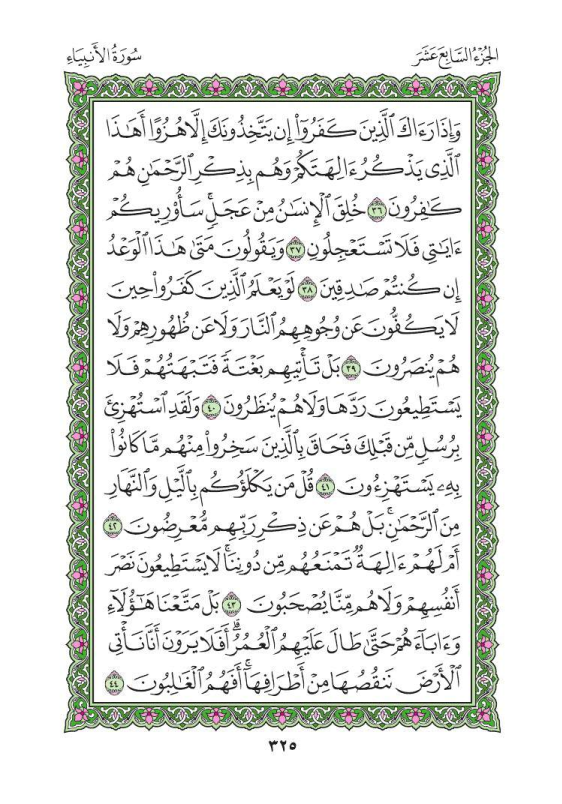 الجُزْءُ السَّابِعَ عَشَرَ
سُورَةُ الأَنبِيَاءِ
وَإِذَا رَءَاكَ ٱلَّذِينَ كَفَرُوٓا۟ إِن يَتَّخِذُونَكَ إِلَّا هُزُوًا أَهَـٰذَا
ٱلَّذِى يَذْكُرُ ءَالِهَتَكُمْ وَهُم بِذِكْرِ ٱلرَّحْمَـٰنِ هُمْ
كَـٰفِرُونَ ٣٦ خُلِقَ ٱلْإِنسَـٰنُ مِنْ عَجَلٍ ۚ سَأُو۟رِيكُمْ
ءَايَـٰتِى فَلَا تَسْتَعْجِلُونِ ٣٧ وَيَقُولُونَ مَتَىٰ هَـٰذَا ٱلْوَعْدُ
إِن كُنتُمْ صَـٰدِقِينَ ٣٨ لَوْ يَعْلَمُ ٱلَّذِينَ كَفَرُوا۟ حِينَ
لَا يَكُفُّونَ عَن وُجُوهِهِمُ ٱلنَّارَ وَلَا عَن ظُهُورِهِمْ وَلَا
هُمْ يُنصَرُونَ ٣٩ بَلْ تَأْتِيهِم بَغْتَةً فَتَبْهَتُهُمْ فَلَا
يَسْتَطِيعُونَ رَدَّهَا وَلَا هُمْ يُنظَرُونَ ٤٠ وَلَقَدِ ٱسْتُهْزِئَ
بِرُسُلٍ مِّن قَبْلِكَ فَحَاقَ بِٱلَّذِينَ سَخِرُوا۟ مِنْهُم مَّا كَانُوا۟
بِهِۦ يَسْتَهْزِءُونَ ٤١ قُلْ مَن يَكْلَؤُكُم بِٱلَّيْلِ وَٱلنَّهَارِ
مِنَ ٱلرَّحْمَـٰنِ ۗ بَلْ هُمْ عَن ذِكْرِ رَبِّهِم مُّعْرِضُونَ ٤٢
أَمْ لَهُمْ ءَالِهَةٌ تَمْنَعُهُم مِّن دُونِنَا ۚ لَا يَسْتَطِيعُونَ نَصْرَ
أَنفُسِهِمْ وَلَا هُم مِّنَّا يُصْحَبُونَ ٤٣ بَلْ مَتَّعْنَا هَـٰٓؤُلَآءِ
وَءَابَآءَهُمْ حَتَّىٰ طَالَ عَلَيْهِمُ ٱلْعُمُرُ ۗ أَفَلَا يَرَوْنَ أَنَّا نَأْتِى
ٱلْأَرْضَ نَنقُصُهَا مِنْ أَطْرَافِهَآ ۚ أَفَهُمُ ٱلْغَـٰلِبُونَ ٤٤
٣٢٥